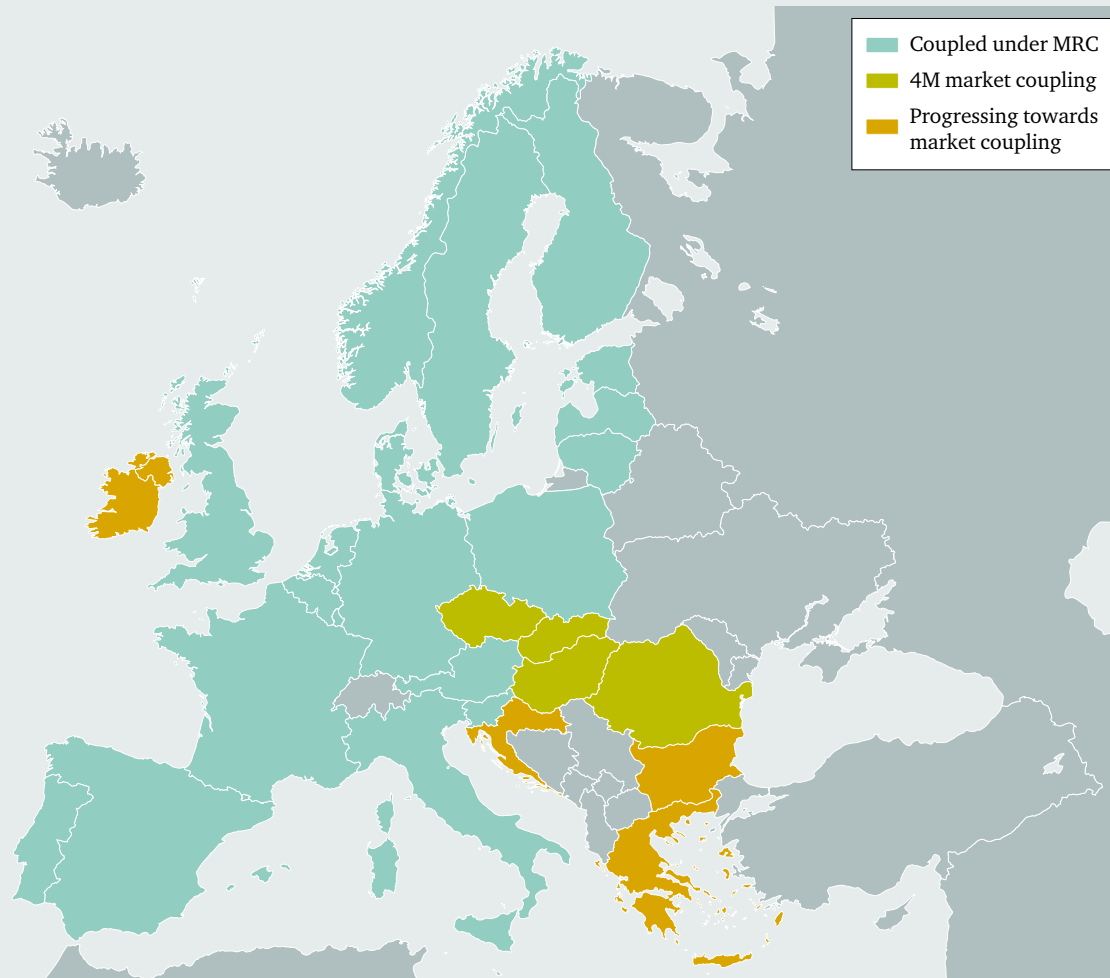 Coupled under MRC
4M market coupling
Progressing towards
market coupling